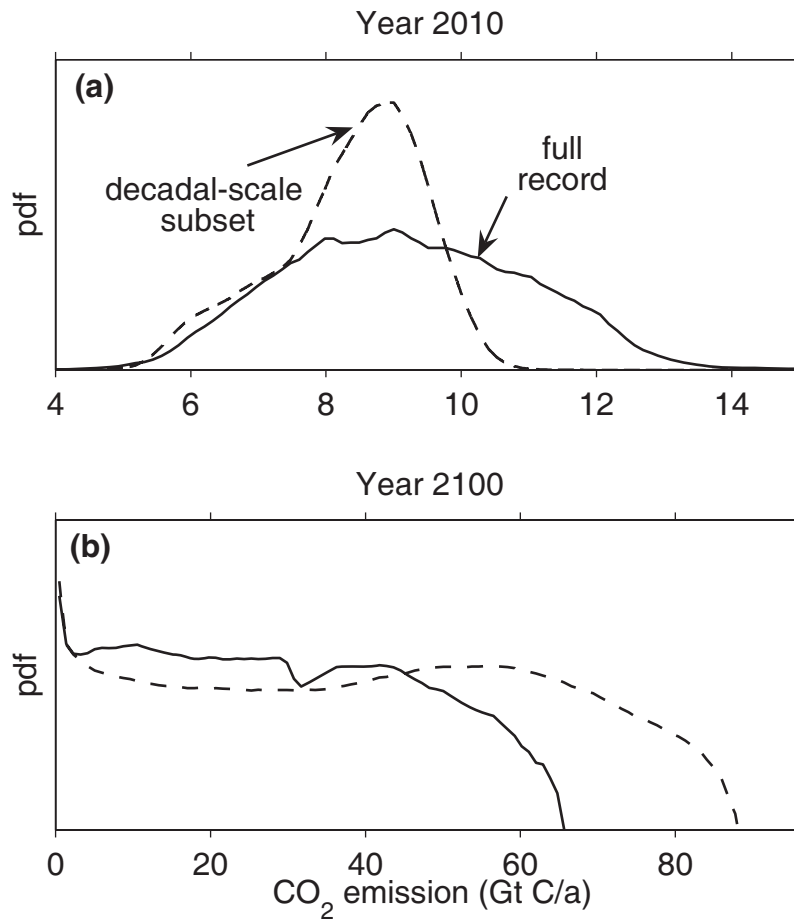 Year 2010
(a)
decadal-scale
subset
full
record
pdf
4 6 8 10 12 14
Year 2100
(b)
pdf
0 20 40 60 80
CO₂ emission (Gt C/a)